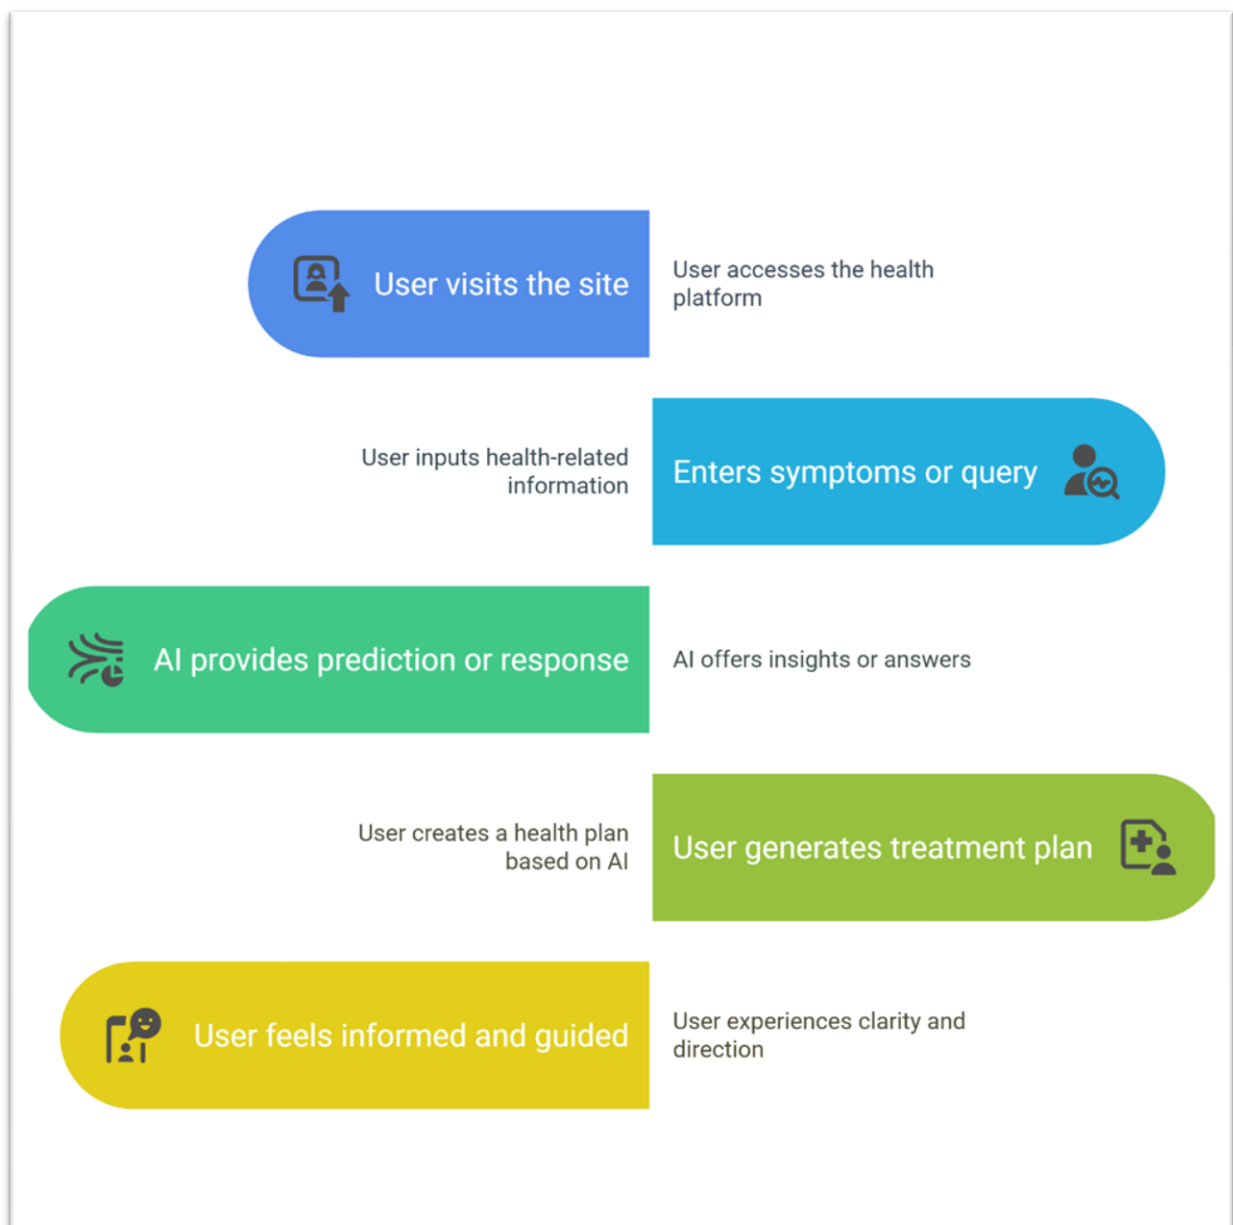 User visits the site
User accesses the health
platform
User inputs health-related
information
Enters symptoms or query
AI provides prediction or response
AI offers insights or answers
User creates a health plan
based on AI
User generates treatment plan
User feels informed and guided
User experiences clarity and
direction